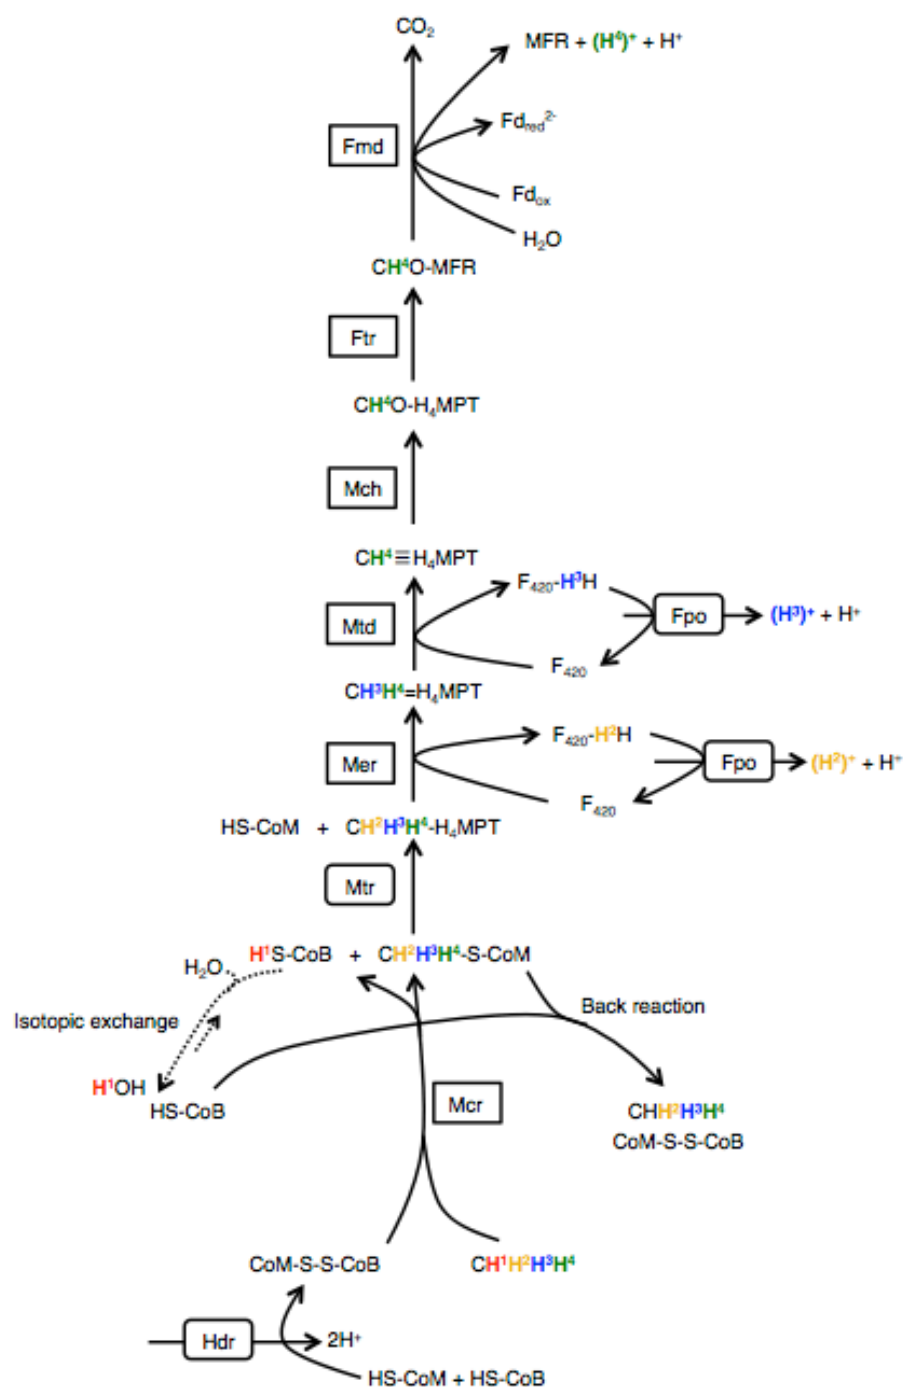 CO₂
MFR + (H⁴)⁺ + H⁺
Fd_red²⁻
Fmd
Fd_ox
H₂O
CH⁴O-MFR
Ftr
CH⁴O-H₄MPT
Mch
CH⁴≡H₄MPT
F₄₂₀-H³H
Mtd
Fpo
(H³)⁺ + H⁺
F₄₂₀
CH³H⁴=H₄MPT
F₄₂₀-H²H
Mer
Fpo
(H²)⁺ + H⁺
F₄₂₀
HS-CoM + CH²H³H⁴-H₄MPT
Mtr
H¹S-CoB + CH²H³H⁴-S-CoM
H₂O
Back reaction
Isotopic exchange
H¹OH
HS-CoB
Mcr
CHH²H³H⁴
CoM-S-S-CoB
CoM-S-S-CoB
CH¹H²H³H⁴
Hdr
2H⁺
HS-CoM + HS-CoB